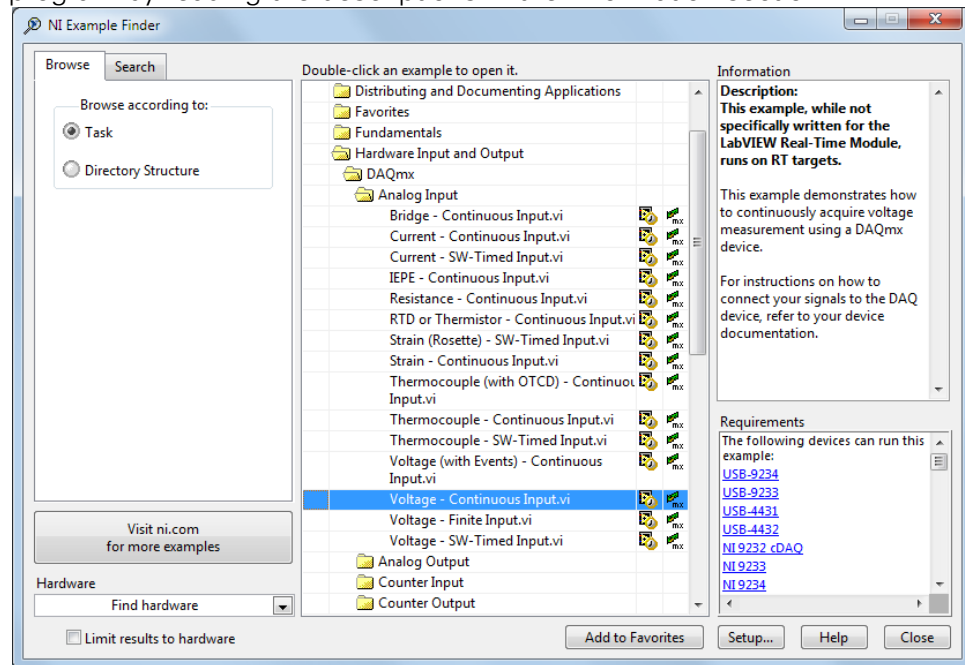 NI Example Finder
Browse
Search
Browse according to:
Task
Directory Structure
Visit ni.com
for more examples
Hardware
Find hardware
Limit results to hardware
Double-click an example to open it.
Distributing and Documenting Applications
Favorites
Fundamentals
Hardware Input and Output
DAQmx
Analog Input
Bridge - Continuous Input.vi
Current - Continuous Input.vi
Current - SW-Timed Input.vi
IEPE - Continuous Input.vi
Resistance - Continuous Input.vi
RTD or Thermistor - Continuous Input.vi
Strain (Rosette) - SW-Timed Input.vi
Strain - Continuous Input.vi
Thermocouple (with OTCD) - Continuou
Input.vi
Thermocouple - Continuous Input.vi
Thermocouple - SW-Timed Input.vi
Voltage (with Events) - Continuous
Input.vi
Voltage - Continuous Input.vi
Voltage - Finite Input.vi
Voltage - SW-Timed Input.vi
Analog Output
Counter Input
Counter Output
Add to Favorites
Information
Description:
This example, while not
specifically written for the
LabVIEW Real-Time Module,
runs on RT targets.
This example demonstrates how
to continuously acquire voltage
measurement using a DAQmx
device.
For instructions on how to
connect your signals to the DAQ
device, refer to your device
documentation.
Requirements
The following devices can run this
example:
USB-9234
USB-9233
USB-4431
USB-4432
NI 9232 cDAQ
NI 9233
NI 9234
Setup...
Help
Close